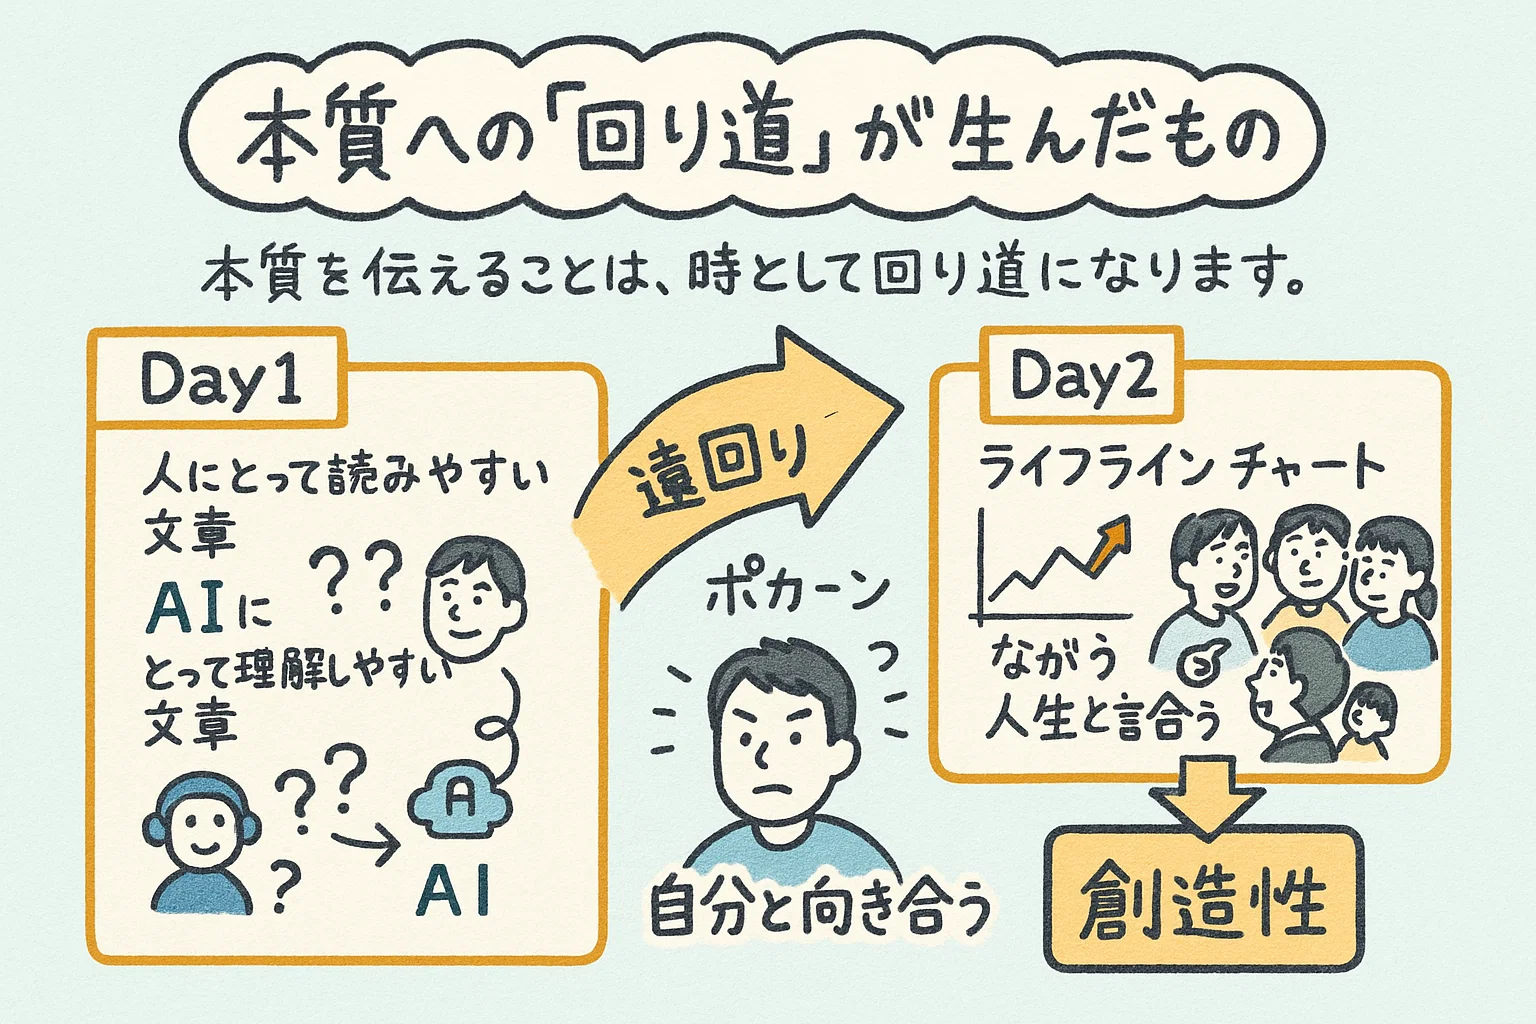 本質への「回り道」が生んだもの
本質を伝えることは、時として回り道になります。
Day1
人にとって読みやすい
文章
??
AIに
とって理解しやすい
文章
??
?
A
AI
遠回り
ポカーン
?
自分と向き合う
Day2
ライフラインチャート
ながう
人生と言合う
創造性